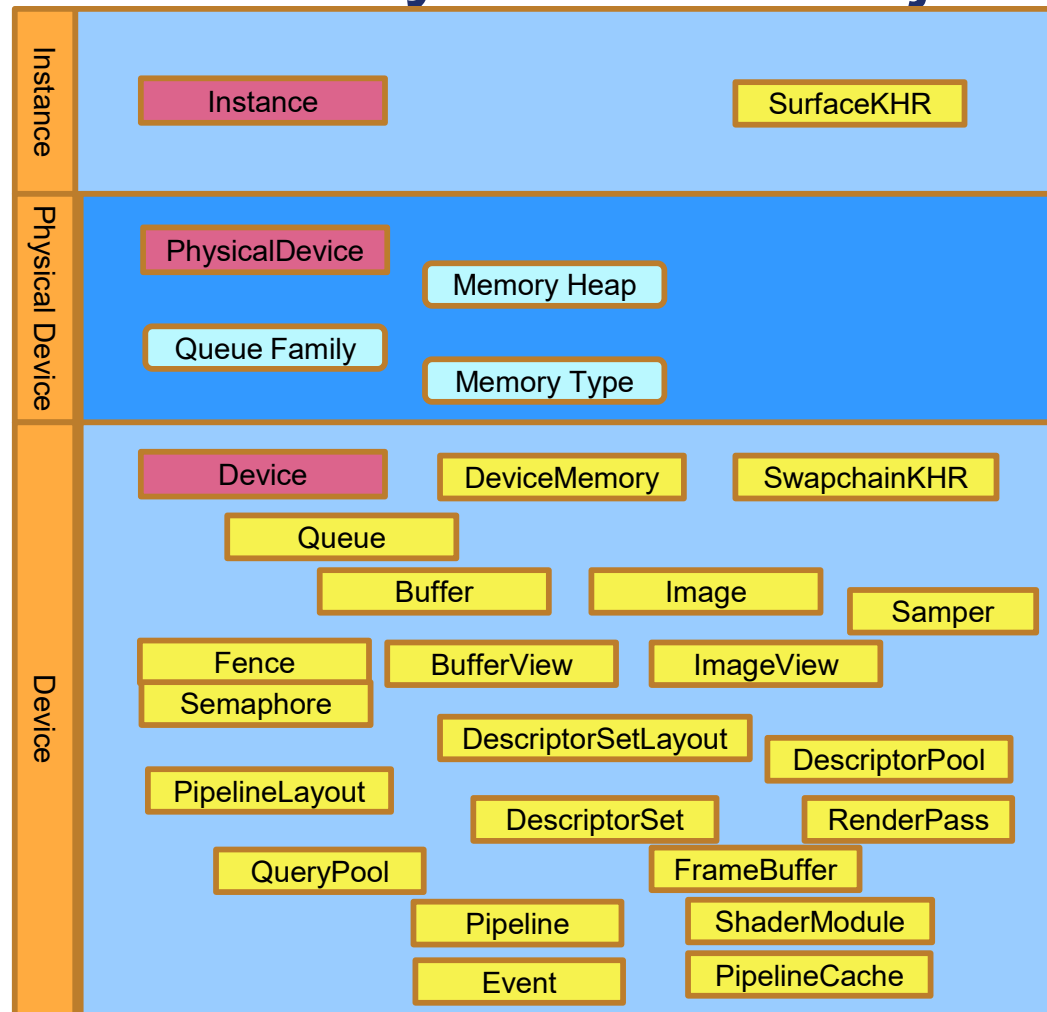 Instance
Instance
SurfaceKHR
Physical Device
PhysicalDevice
Memory Heap
Queue Family
Memory Type
Device
Device
DeviceMemory
SwapchainKHR
Queue
Buffer
Image
Samper
Fence
BufferView
ImageView
Semaphore
DescriptorSetLayout
DescriptorPool
PipelineLayout
DescriptorSet
RenderPass
QueryPool
FrameBuffer
Pipeline
ShaderModule
Event
PipelineCache